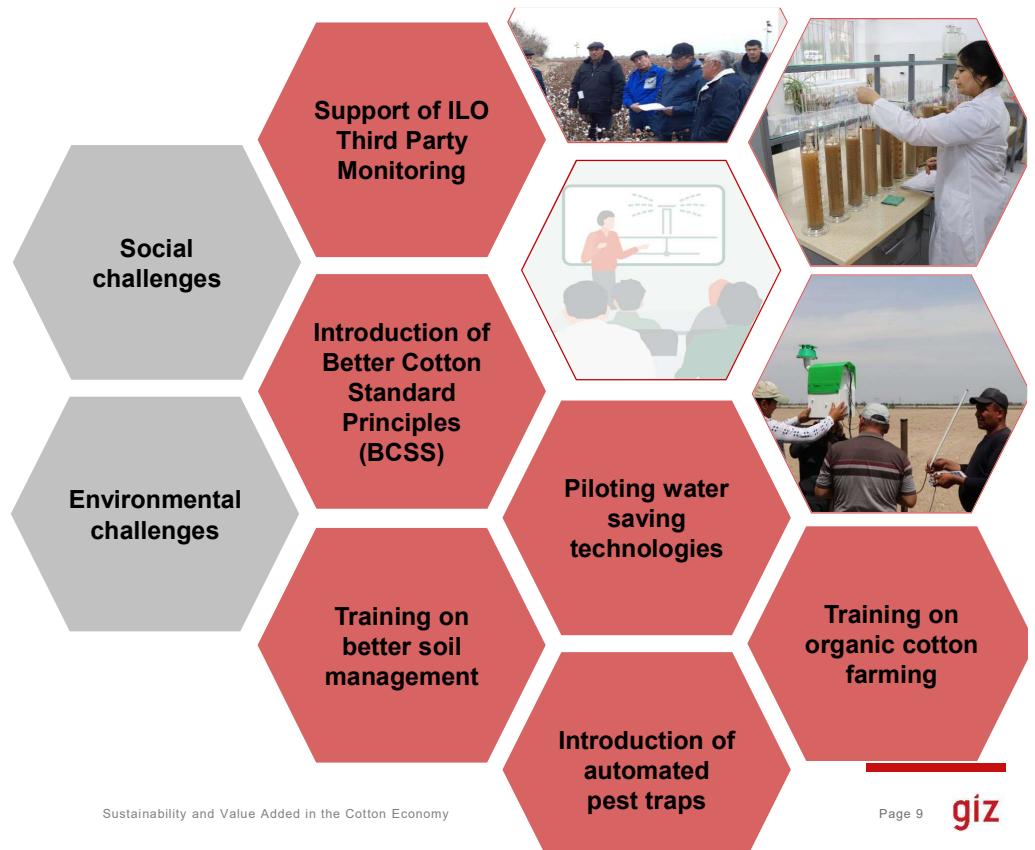 Support of ILO
Third Party
Monitoring
Social
challenges
Introduction of
Better Cotton
Standard
Principles
(BCSS)
Environmental
challenges
Piloting water
saving
technologies
Training on
better soil
management
Training on
organic cotton
farming
Introduction of
automated
pest traps
Sustainability and Value Added in the Cotton Economy
Page 9
giz